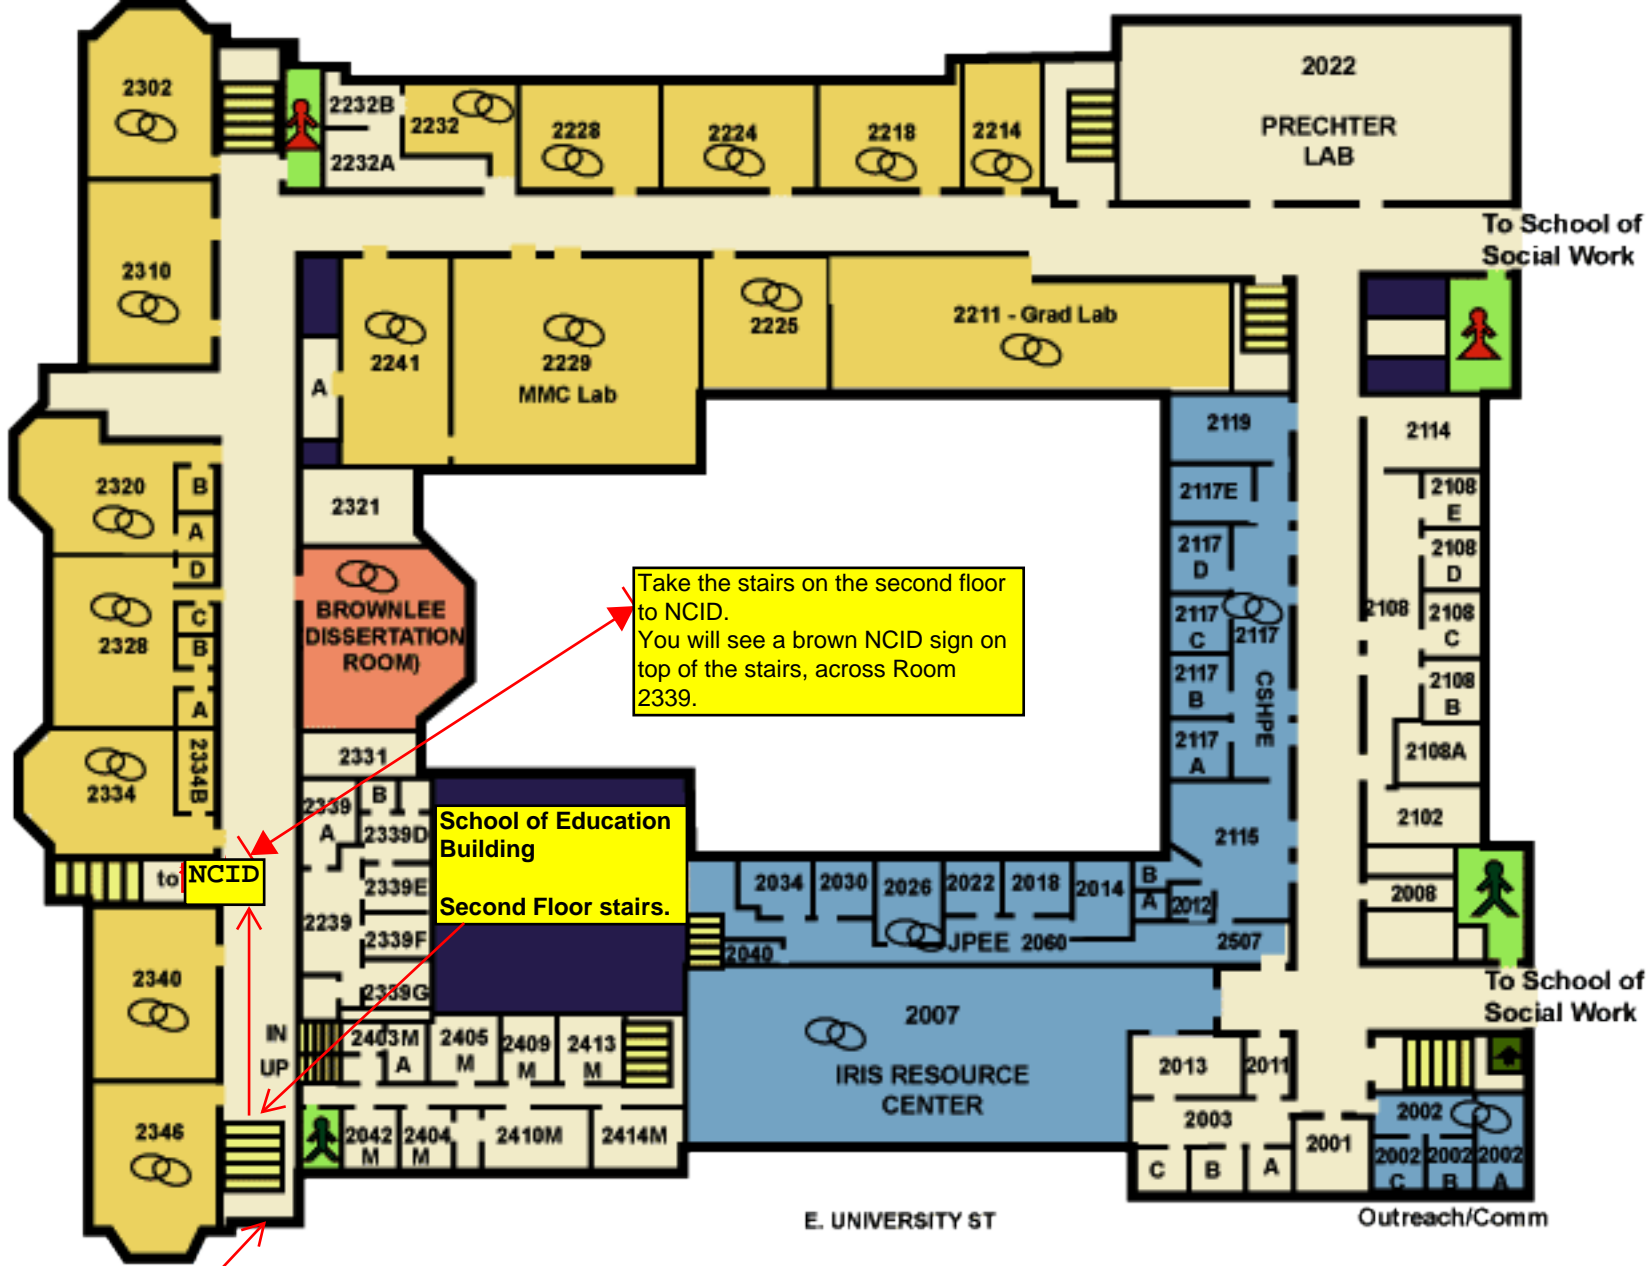 2302
2232B
2232
2232A
2228
2224
2218
2214
2022
PRECHTER
LAB
To School of
Social Work
2310
A
2241
2229
MMC Lab
2225
2211 - Grad Lab
2119
2114
2320
B
A
2321
2117E
2108
E
2328
D
C
B
A
BROWNLEE
DISSERTATION
ROOM)
Take the stairs on the second floor
to NCID.
You will see a brown NCID sign on
top of the stairs, across Room
2339.
2117
D
2117
C
2117
B
2117
A
2117
CSHPE
2108
2108
D
2108
C
2108
B
2108A
2334
2334B
2331
2339
A
B
2339D
2339E
2339F
2339G
2239
School of Education
Building
Second Floor stairs.
2115
2102
to
NCID
2034
2030
2026
2022
2018
2014
B
A
2012
2008
2040
JPEE 2060
2507
To School of
Social Work
2340
IN
UP
2403M
A
2405
M
2409
M
2413
M
2007
IRIS RESOURCE
CENTER
2013
2011
2003
2002
2346
2042
M
2404
M
2410M
2414M
C
B
A
2001
2002
C
2002
B
2002
A
E. UNIVERSITY ST
Outreach/Comm